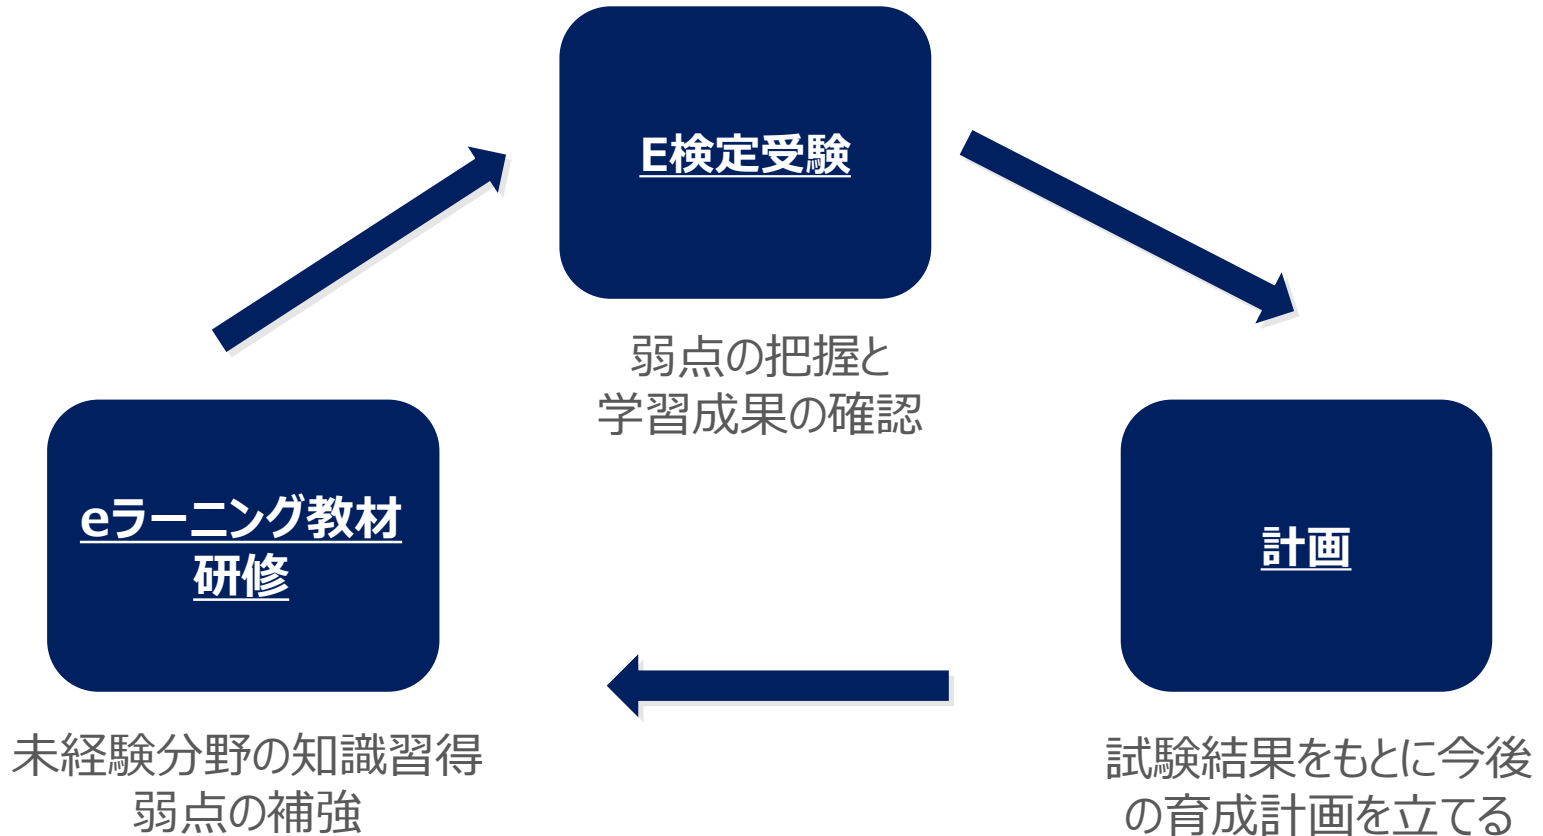 E検定受験
弱点の把握と
学習成果の確認
eラーニング教材
研修
未経験分野の知識習得
弱点の補強
計画
試験結果をもとに今後
の育成計画を立てる